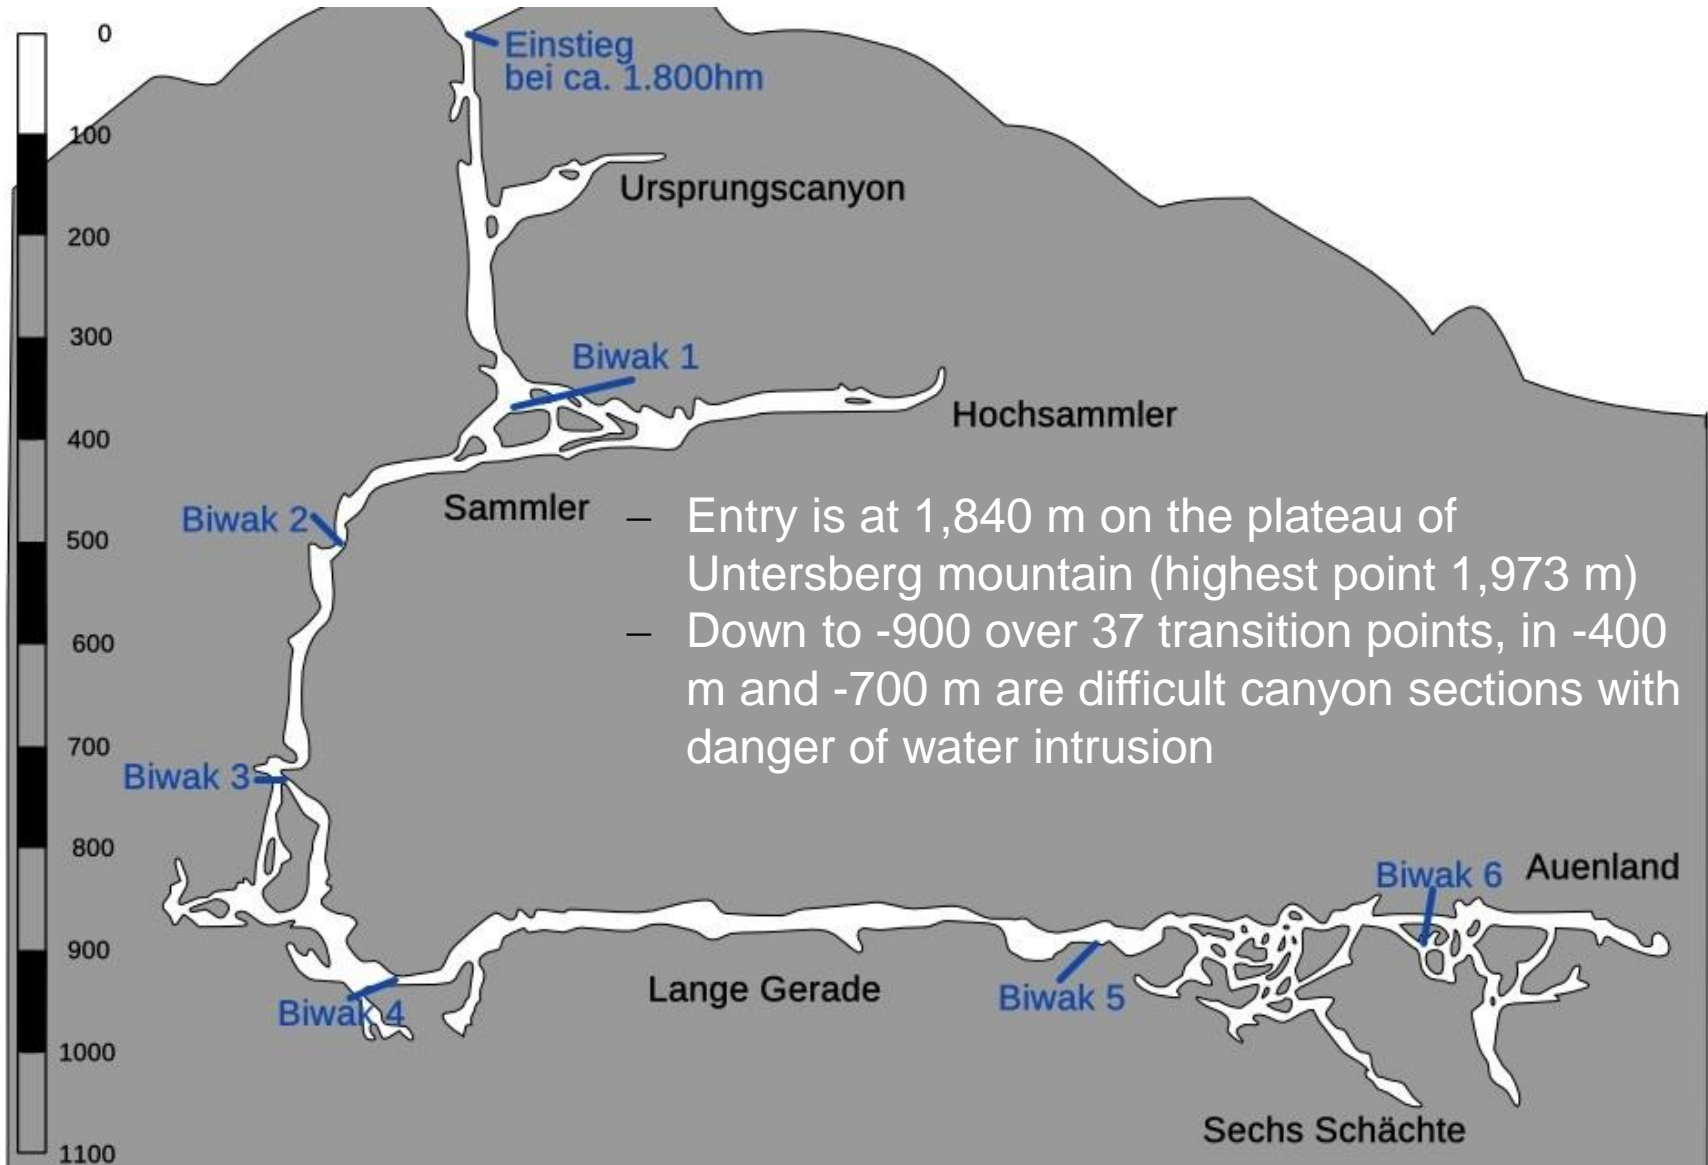 0
Einstieg
bei ca. 1.800hm
100
Ursprungscanyon
200
300
Biwak 1
Hochsammler
400
Sammler
Biwak 2
500
– Entry is at 1,840 m on the plateau of
Untersberg mountain (highest point 1,973 m)
– Down to -900 over 37 transition points, in -400
m and -700 m are difficult canyon sections with
danger of water intrusion
600
700
Biwak 3
800
Biwak 6
Auenland
900
Biwak 4
Lange Gerade
Biwak 5
1000
Sechs Schächte
1100